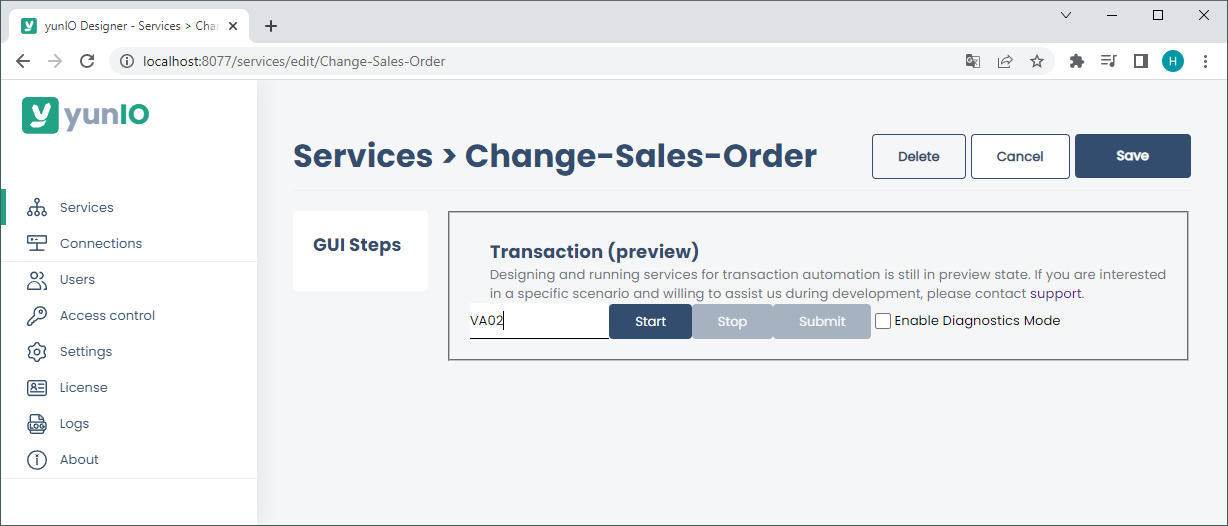 yunIO Designer - Services > Cha
localhost:8077/services/edit/Change-Sales-Order
H
yunIO
Services
Connections
Users
Access control
Settings
License
LOG
Logs
About
Services > Change-Sales-Order
Delete
Cancel
Save
GUI Steps
Transaction (preview)
Designing and running services for transaction automation is still in preview state. If you are interested
in a specific scenario and willing to assist us during development, please contact support.
VA02
Start
Stop
Submit
Enable Diagnostics Mode